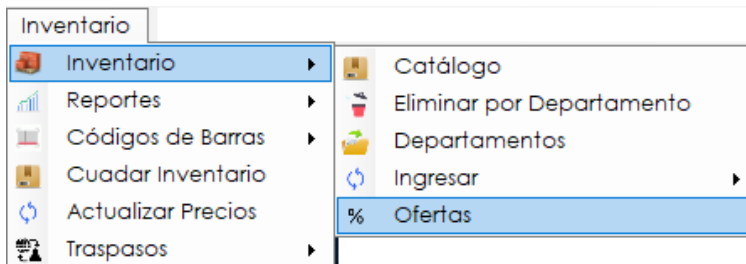 Inventario
Inventario
Reportes
Códigos de Barras
Cuadar Inventario
Actualizar Precios
Traspasos
Catálogo
Eliminar por Departamento
Departamentos
Ingresar
% Ofertas